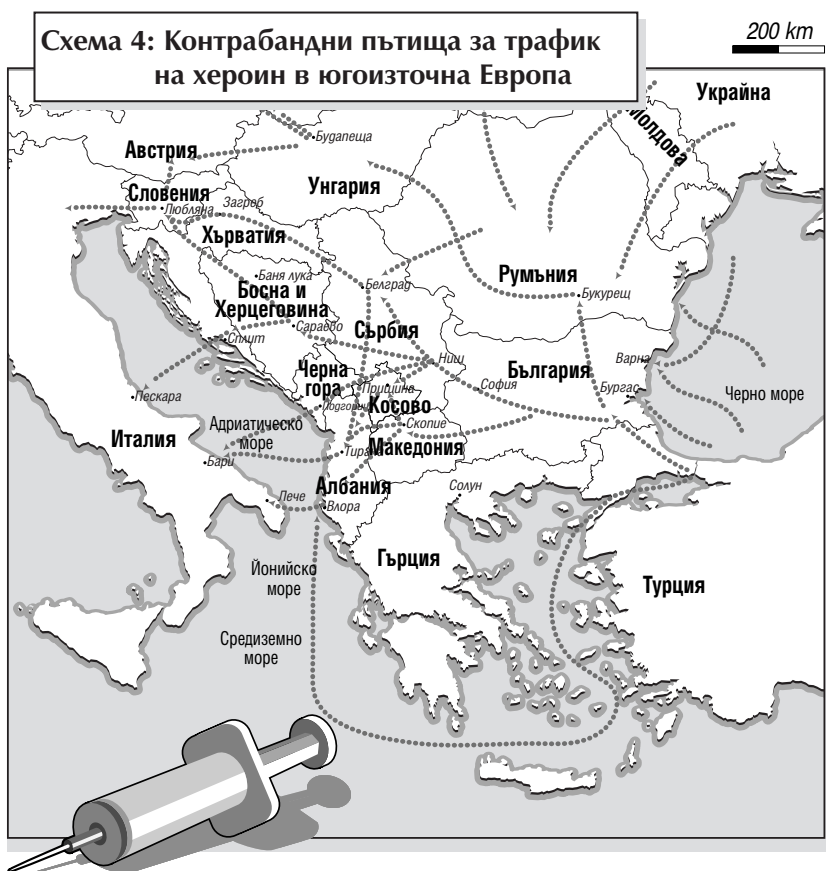 Схема 4: Контрабандни пътища за трафик
на хероин в югоизточна Европа
200 km
Украйна
Молдова
Будапеща
Австрия
Унгария
Словения
Любляна
Загреб
Хърватия
Румъния
Баня лука
Белград
Босна и
Херцеговина
Букурещ
Сараево
Сърбия
Сплит
Ниш
Варна
България
Черна
гора
Прищина
София
Бургас
Черно море
Пескара
Подгорица
Косово
Скопие
Адриатическо
море
Италия
Македония
Тирана
Бари
Албания
Солун
Лече
Влора
Гърция
Йонийско
море
Турция
Средиземно
море